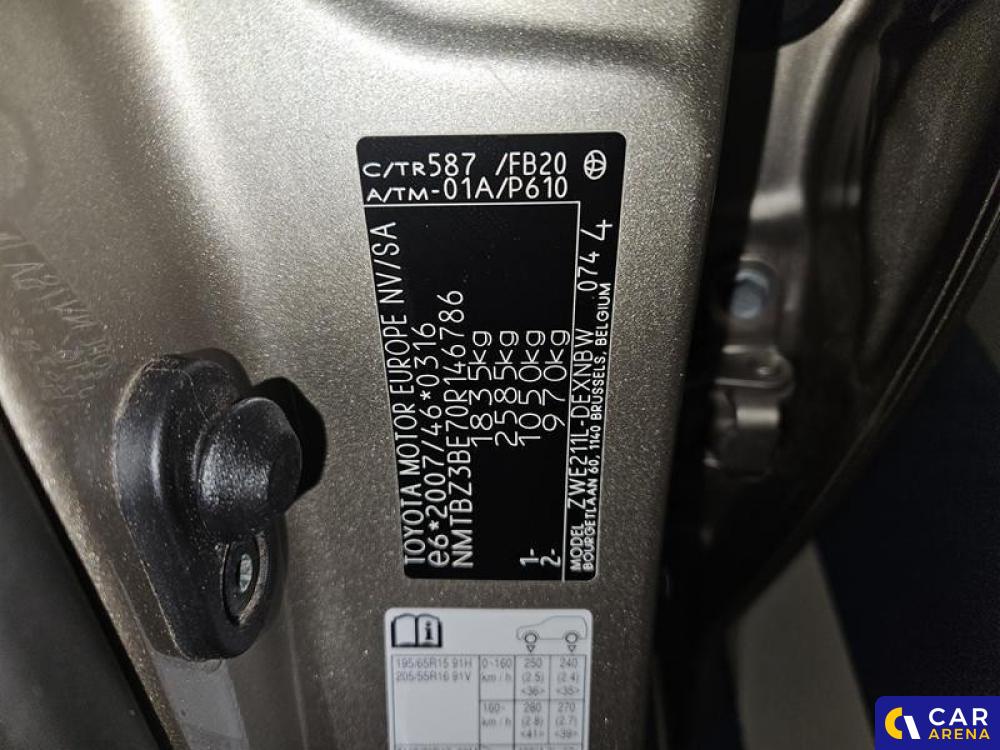 C/TR587 /FB20
A/TM-01A/P610
TOYOTA MOTOR EUROPE NV/SA
e6*2007/46*0316
NMTBZ3BE70R146786
1835kg
2585kg
1- 1050kg
2- 970kg
MODEL ZWE211L-DEXNBW 0744
BOURGETLAAN 60, 1140 BRUSSELS, BELGIUM
i
195/65R15 91H 0-160 250 240
205/55R16 91V km/h (2.5) (2.4)
<36> <35>
160- 280 270
km/h (2.8) (2.7)
<41> <39>
CAR
ARENA